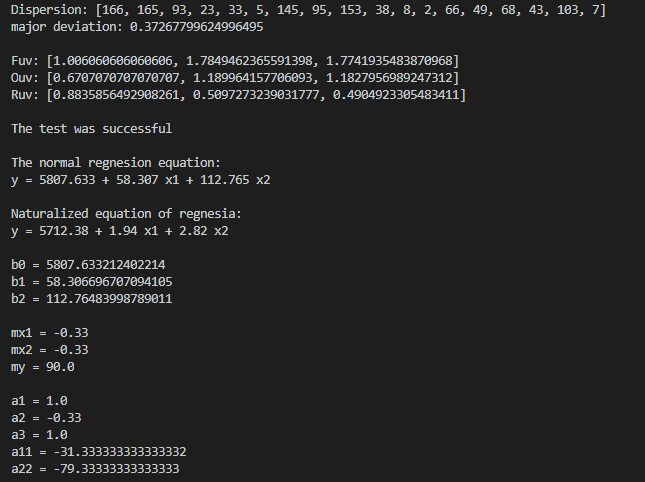 Dispersion: [166, 165, 93, 23, 33, 5, 145, 95, 153, 38, 8, 2, 66, 49, 68, 43, 103, 7]
major deviation: 0.37267799624996495
Fuv: [1.006060606060606, 1.7849462365591398, 1.7741935483870968]
Ouv: [0.6707070707070707, 1.189964157706093, 1.1827956989247312]
Ruv: [0.8835856492908261, 0.5097273239031777, 0.4904923305483411]
The test was successful
The normal regnesion equation:
y = 5807.633 + 58.307 x1 + 112.765 x2
Naturalized equation of regnesia:
y = 5712.38 + 1.94 x1 + 2.82 x2
b0 = 5807.633212402214
b1 = 58.306696707094105
b2 = 112.76483998789011
mx1 = -0.33
mx2 = -0.33
my = 90.0
a1 = 1.0
a2 = -0.33
a3 = 1.0
a11 = -31.333333333333332
a22 = -79.33333333333333